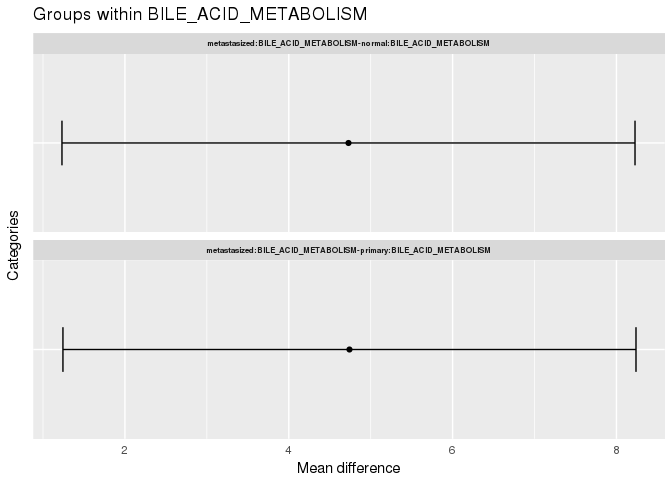 Groups within BILE_ACID_METABOLISM
metastasized:BILE_ACID_METABOLISM-normal:BILE_ACID_METABOLISM
metastasized:BILE_ACID_METABOLISM-primary:BILE_ACID_METABOLISM
Categories
2 4 6 8
Mean difference